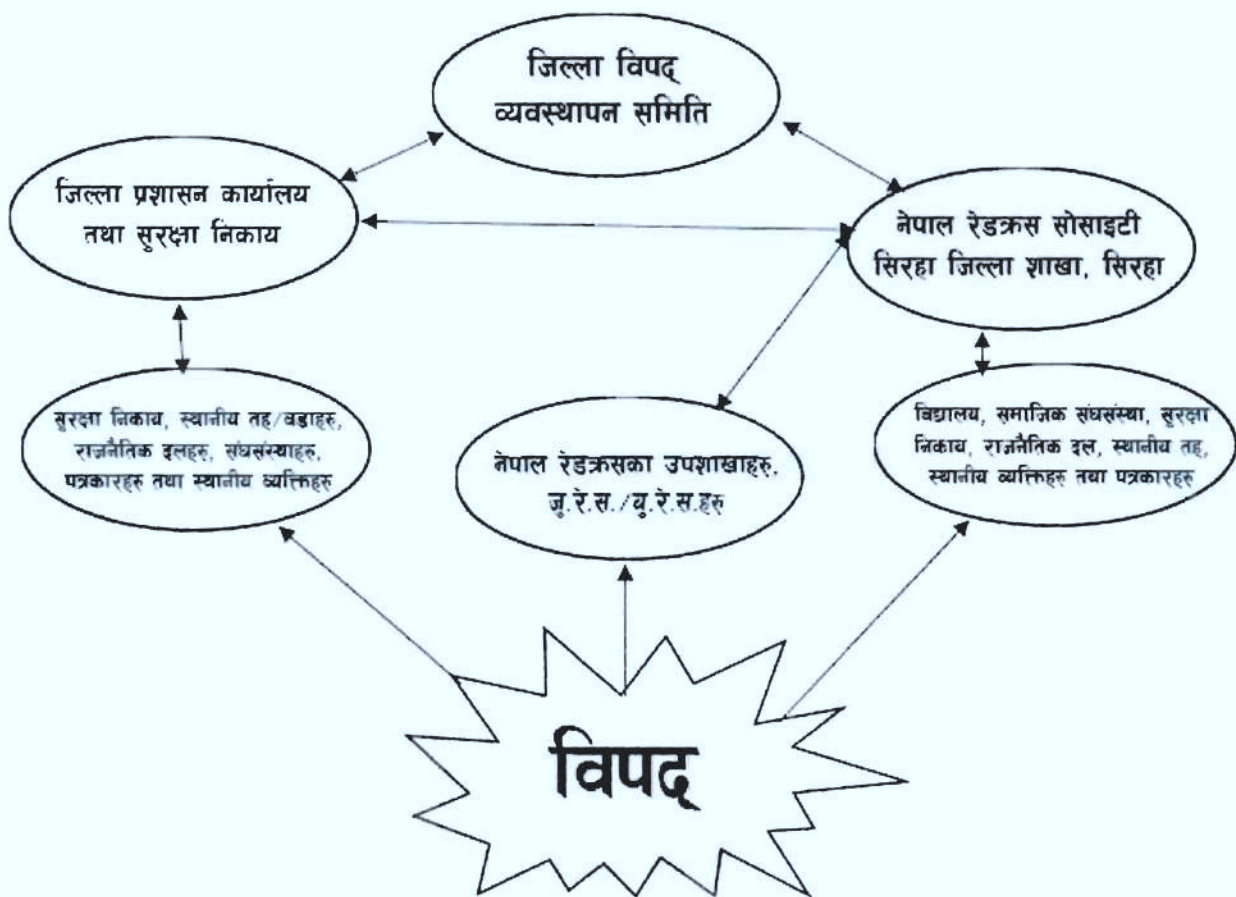 जिल्ला विपद्
व्यवस्थापन समिति
जिल्ला प्रशासन कार्यालय
तथा सुरक्षा निकाय
नेपाल रेडक्रस सोसाइटी
सिरहा जिल्ला शाखा, सिरहा
सुरक्षा निकाय, स्थानीय तह/वडाहरु,
राजनैतिक दलहरु, संघसंस्थाहरु,
पत्रकारहरु तथा स्थानीय व्यक्तिहरु
नेपाल रेडक्रसका उपशाखाहरु,
जु.रे.स./यु.रे.स.हरु
विद्यालय, समाजिक संघसंस्था, सुरक्षा
निकाय, राजनैतिक दल, स्थानीय तह,
स्थानीय व्यक्तिहरु तथा पत्रकारहरु
विपद्